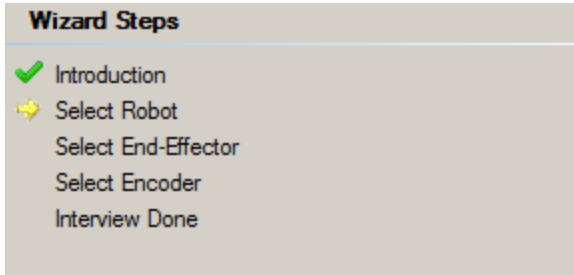 Wizard Steps
Introduction
Select Robot
Select End-Effector
Select Encoder
Interview Done